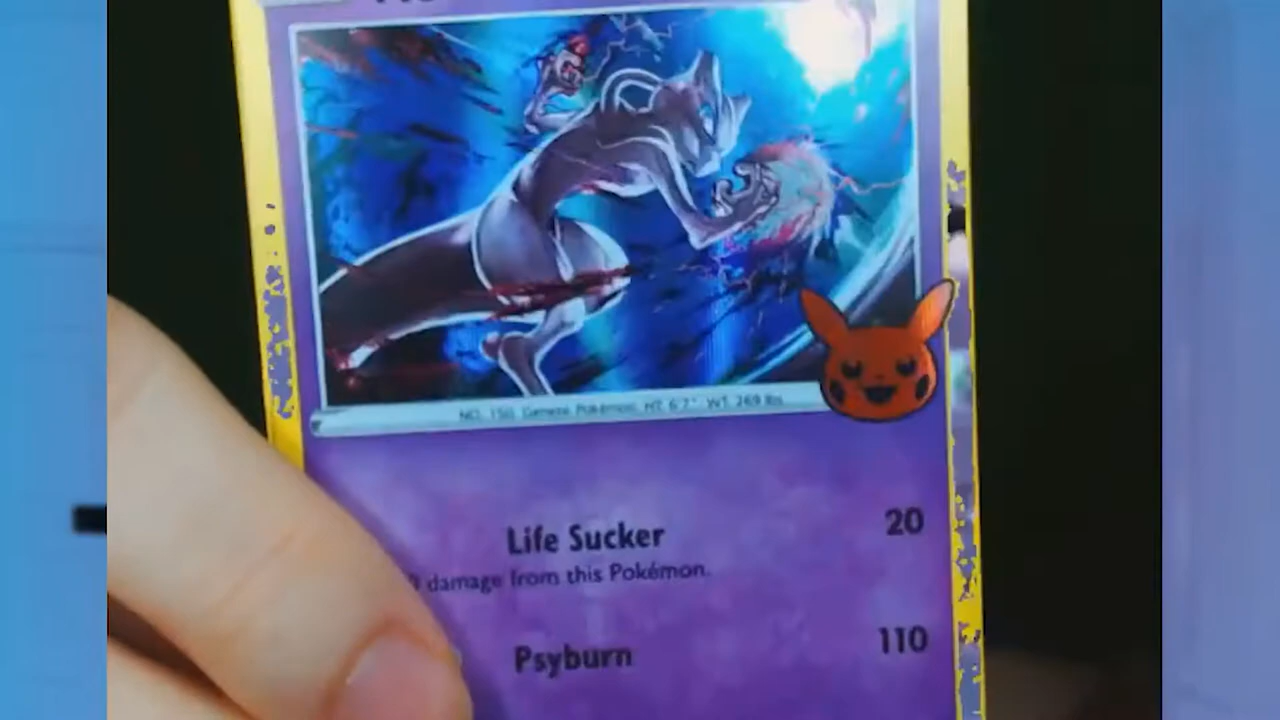 NO. 150 Genetic Pokémon HT: 6'7" WT: 269 lbs.
Life Sucker 20
damage from this Pokémon.
Psyburn 110